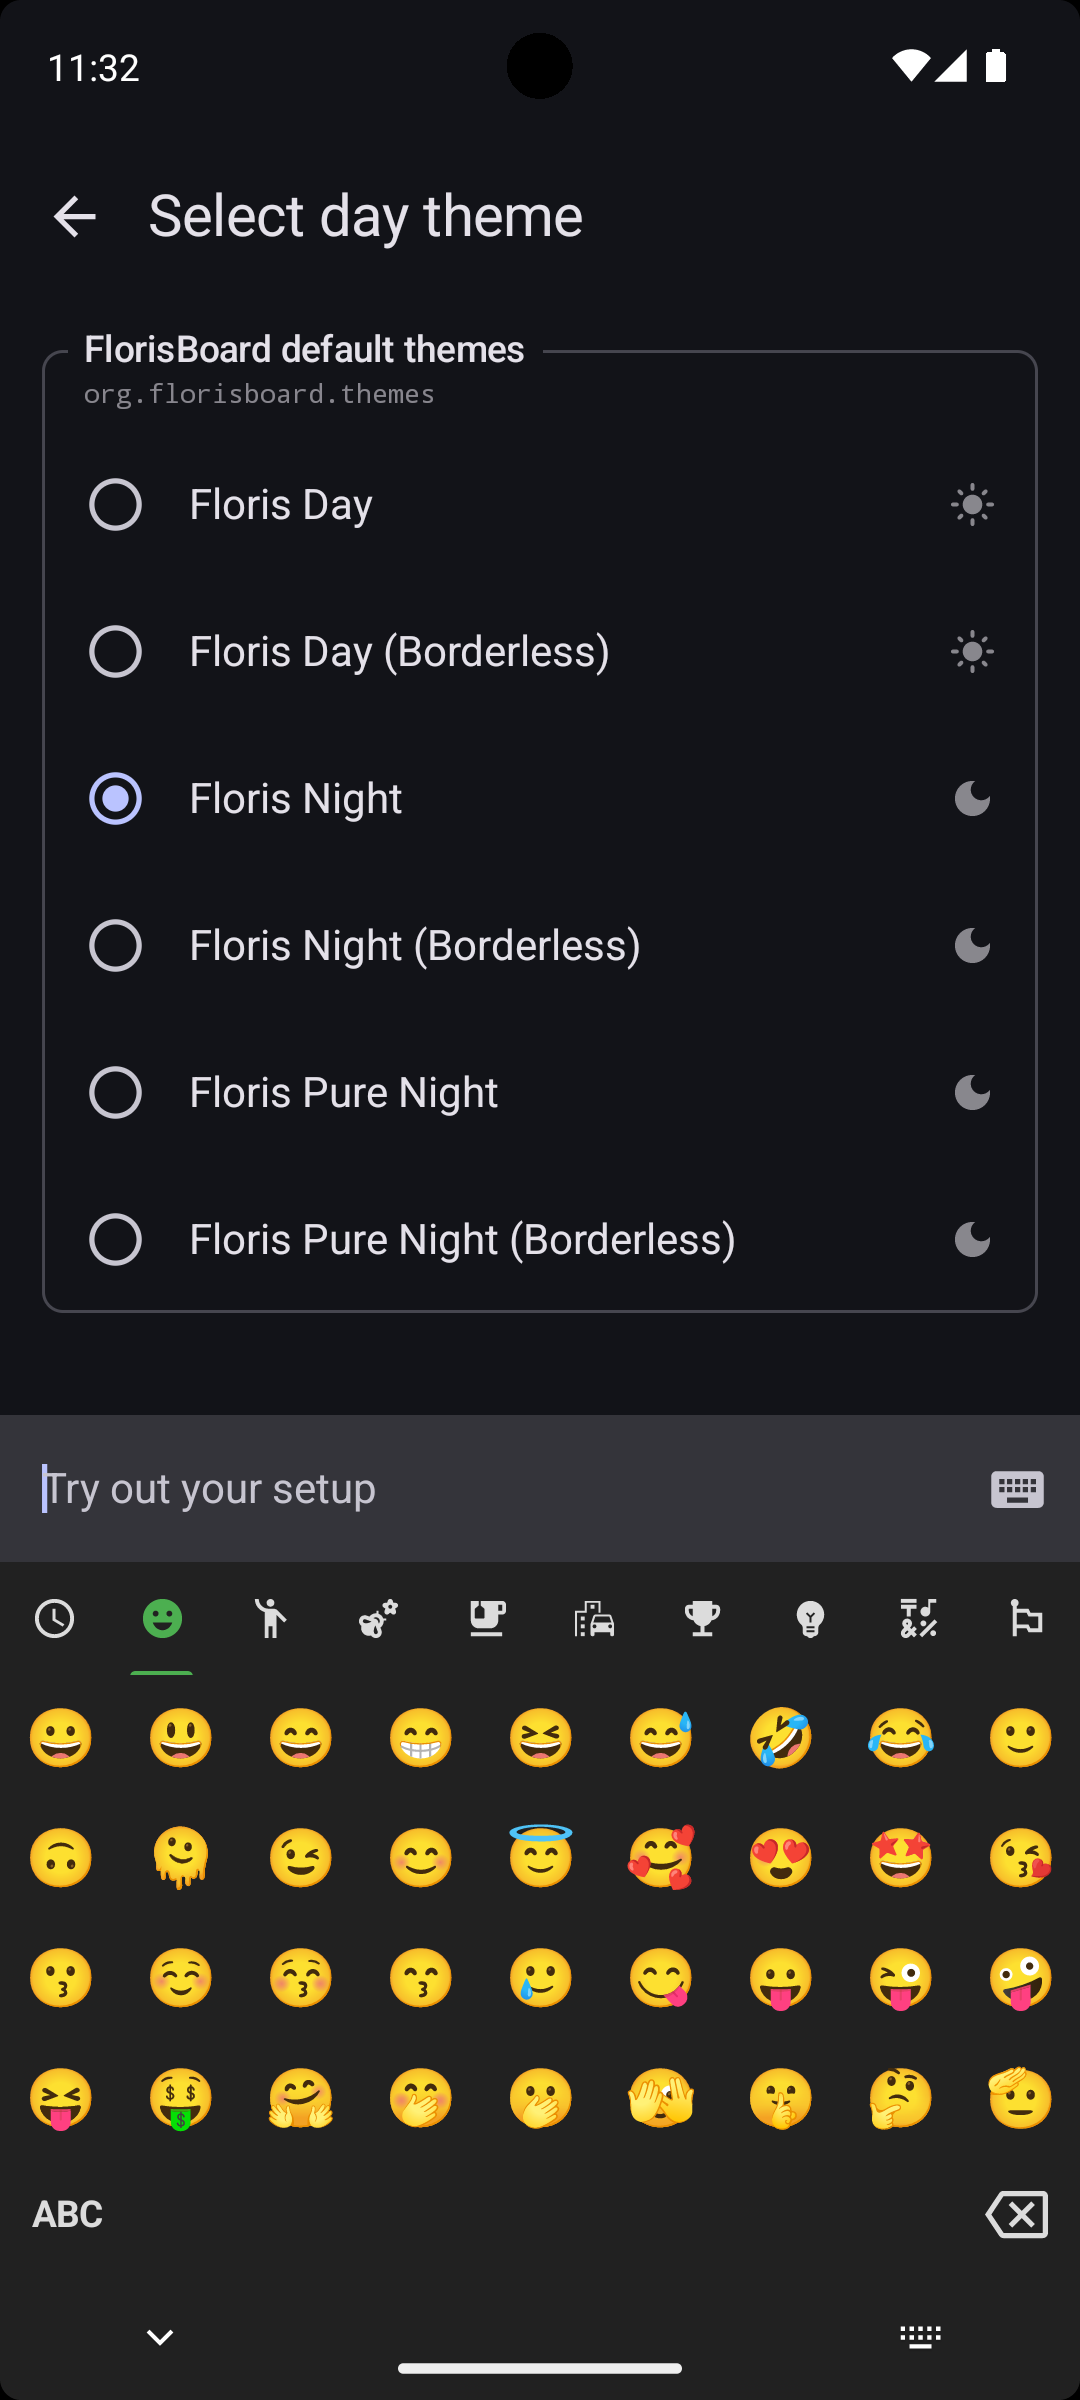 11:32
Select day theme
FlorisBoard default themes
org.florisboard.themes
Floris Day
Floris Day (Borderless)
Floris Night
Floris Night (Borderless)
Floris Pure Night
Floris Pure Night (Borderless)
Try out your setup
ABC